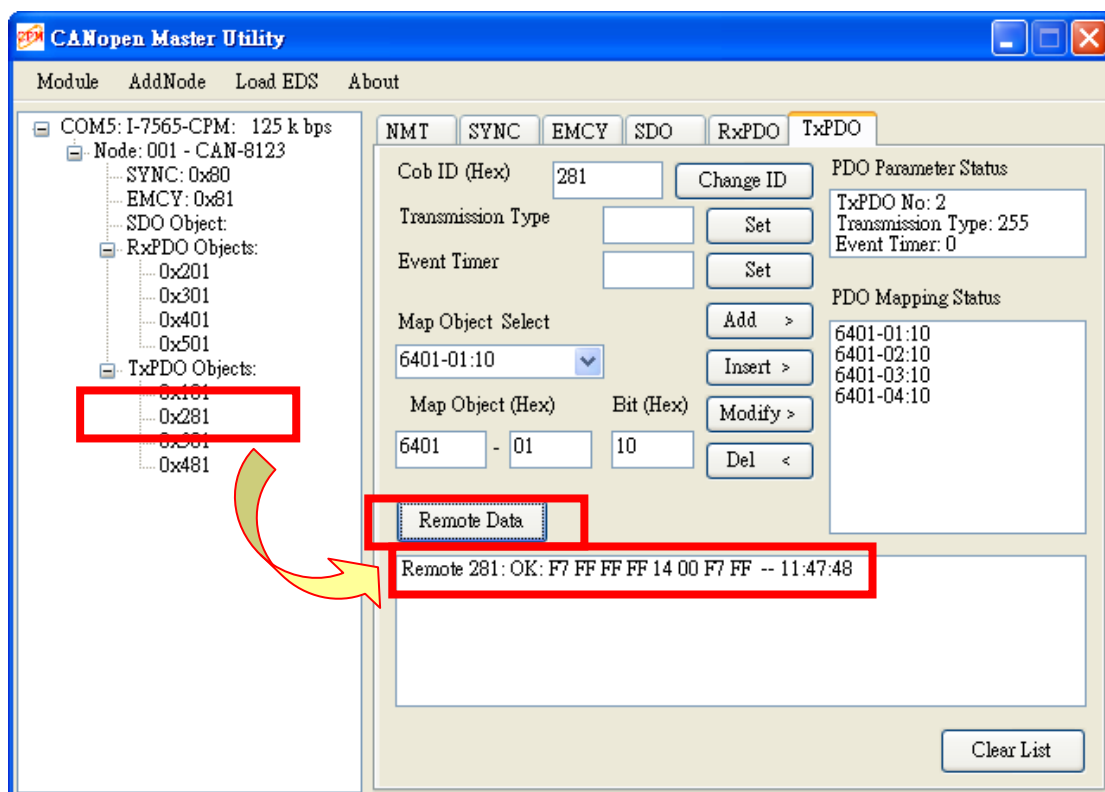 CPM CANopen Master Utility
Module AddNode Load EDS About
COM5: I-7565-CPM: 125 k bps
Node: 001 - CAN-8123
SYNC: 0x80
EMCY: 0x81
SDO Object:
RxPDO Objects:
0x201
0x301
0x401
0x501
TxPDO Objects:
0x181
0x281
0x381
0x481
NMT SYNC EMCY SDO RxPDO TxPDO
Cob ID (Hex) 281 Change ID
Transmission Type Set
Event Timer Set
Map Object Select
6401-01:10
Map Object (Hex) Bit (Hex)
6401 - 01 10
Add >
Insert >
Modify >
Del <
PDO Parameter Status
TxPDO No: 2
Transmission Type: 255
Event Timer: 0
PDO Mapping Status
6401-01:10
6401-02:10
6401-03:10
6401-04:10
Remote Data
Remote 281: OK: F7 FF FF FF 14 00 F7 FF -- 11:47:48
Clear List